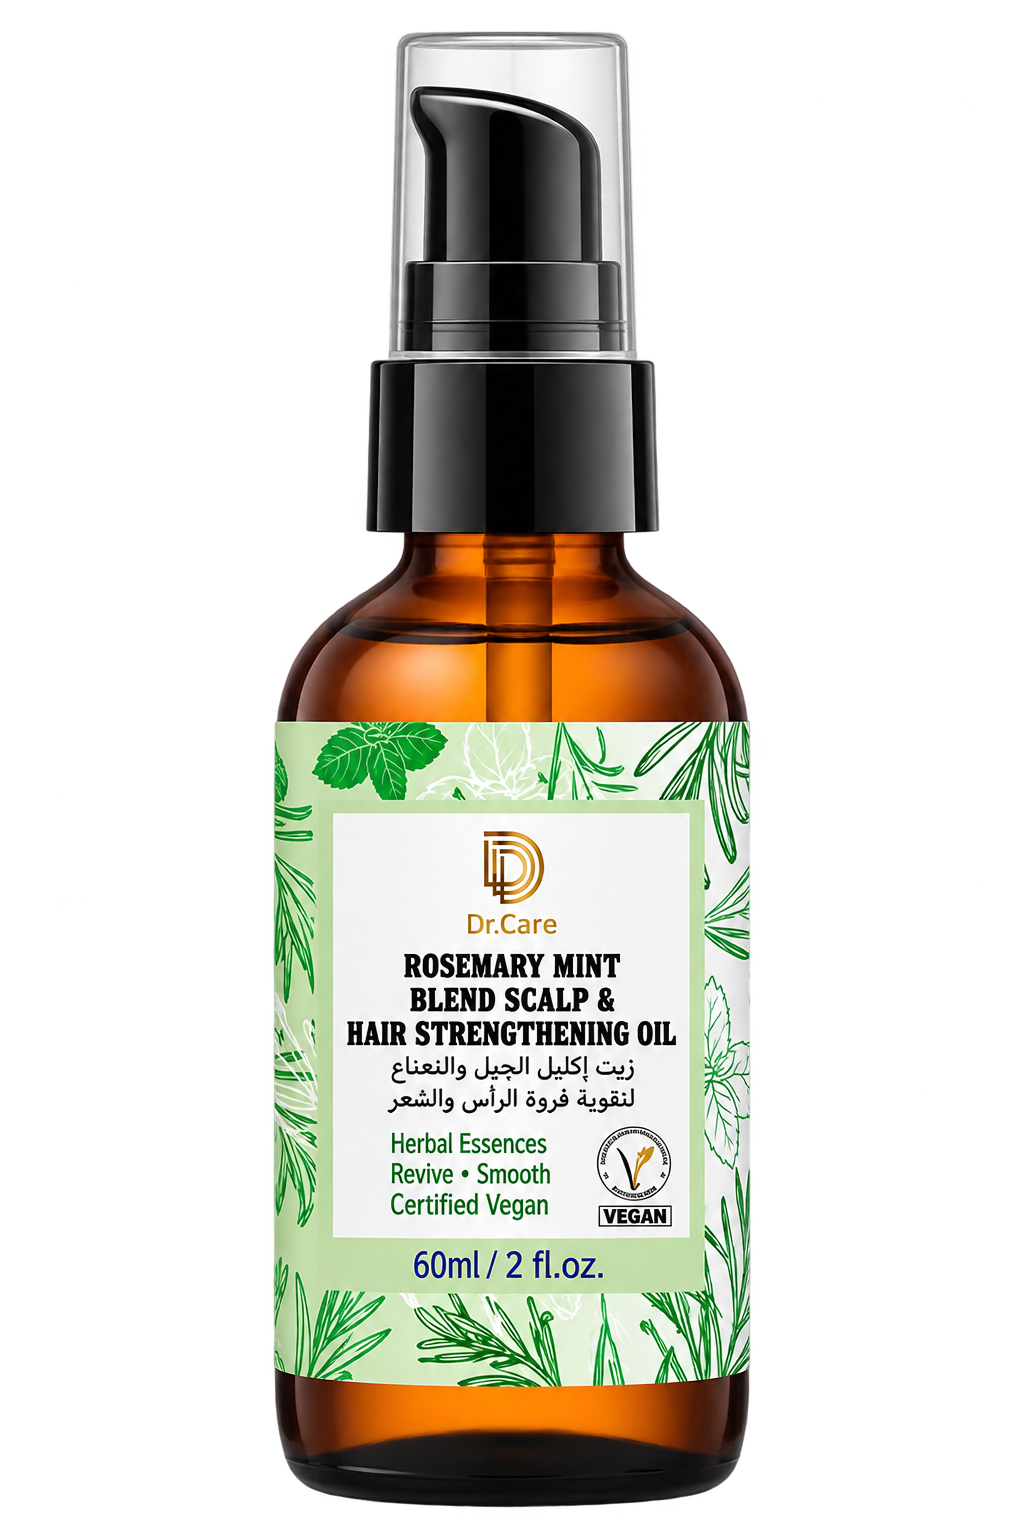 Dr.Care
ROSEMARY MINT
BLEND SCALP &
HAIR STRENGTHENING OIL
زيت إكليل الجيل والنعناع
لنقوية فروة الرأس والشعر
Herbal Essences
Revive • Smooth
Certified Vegan
VEGAN
60ml / 2 fl.oz.